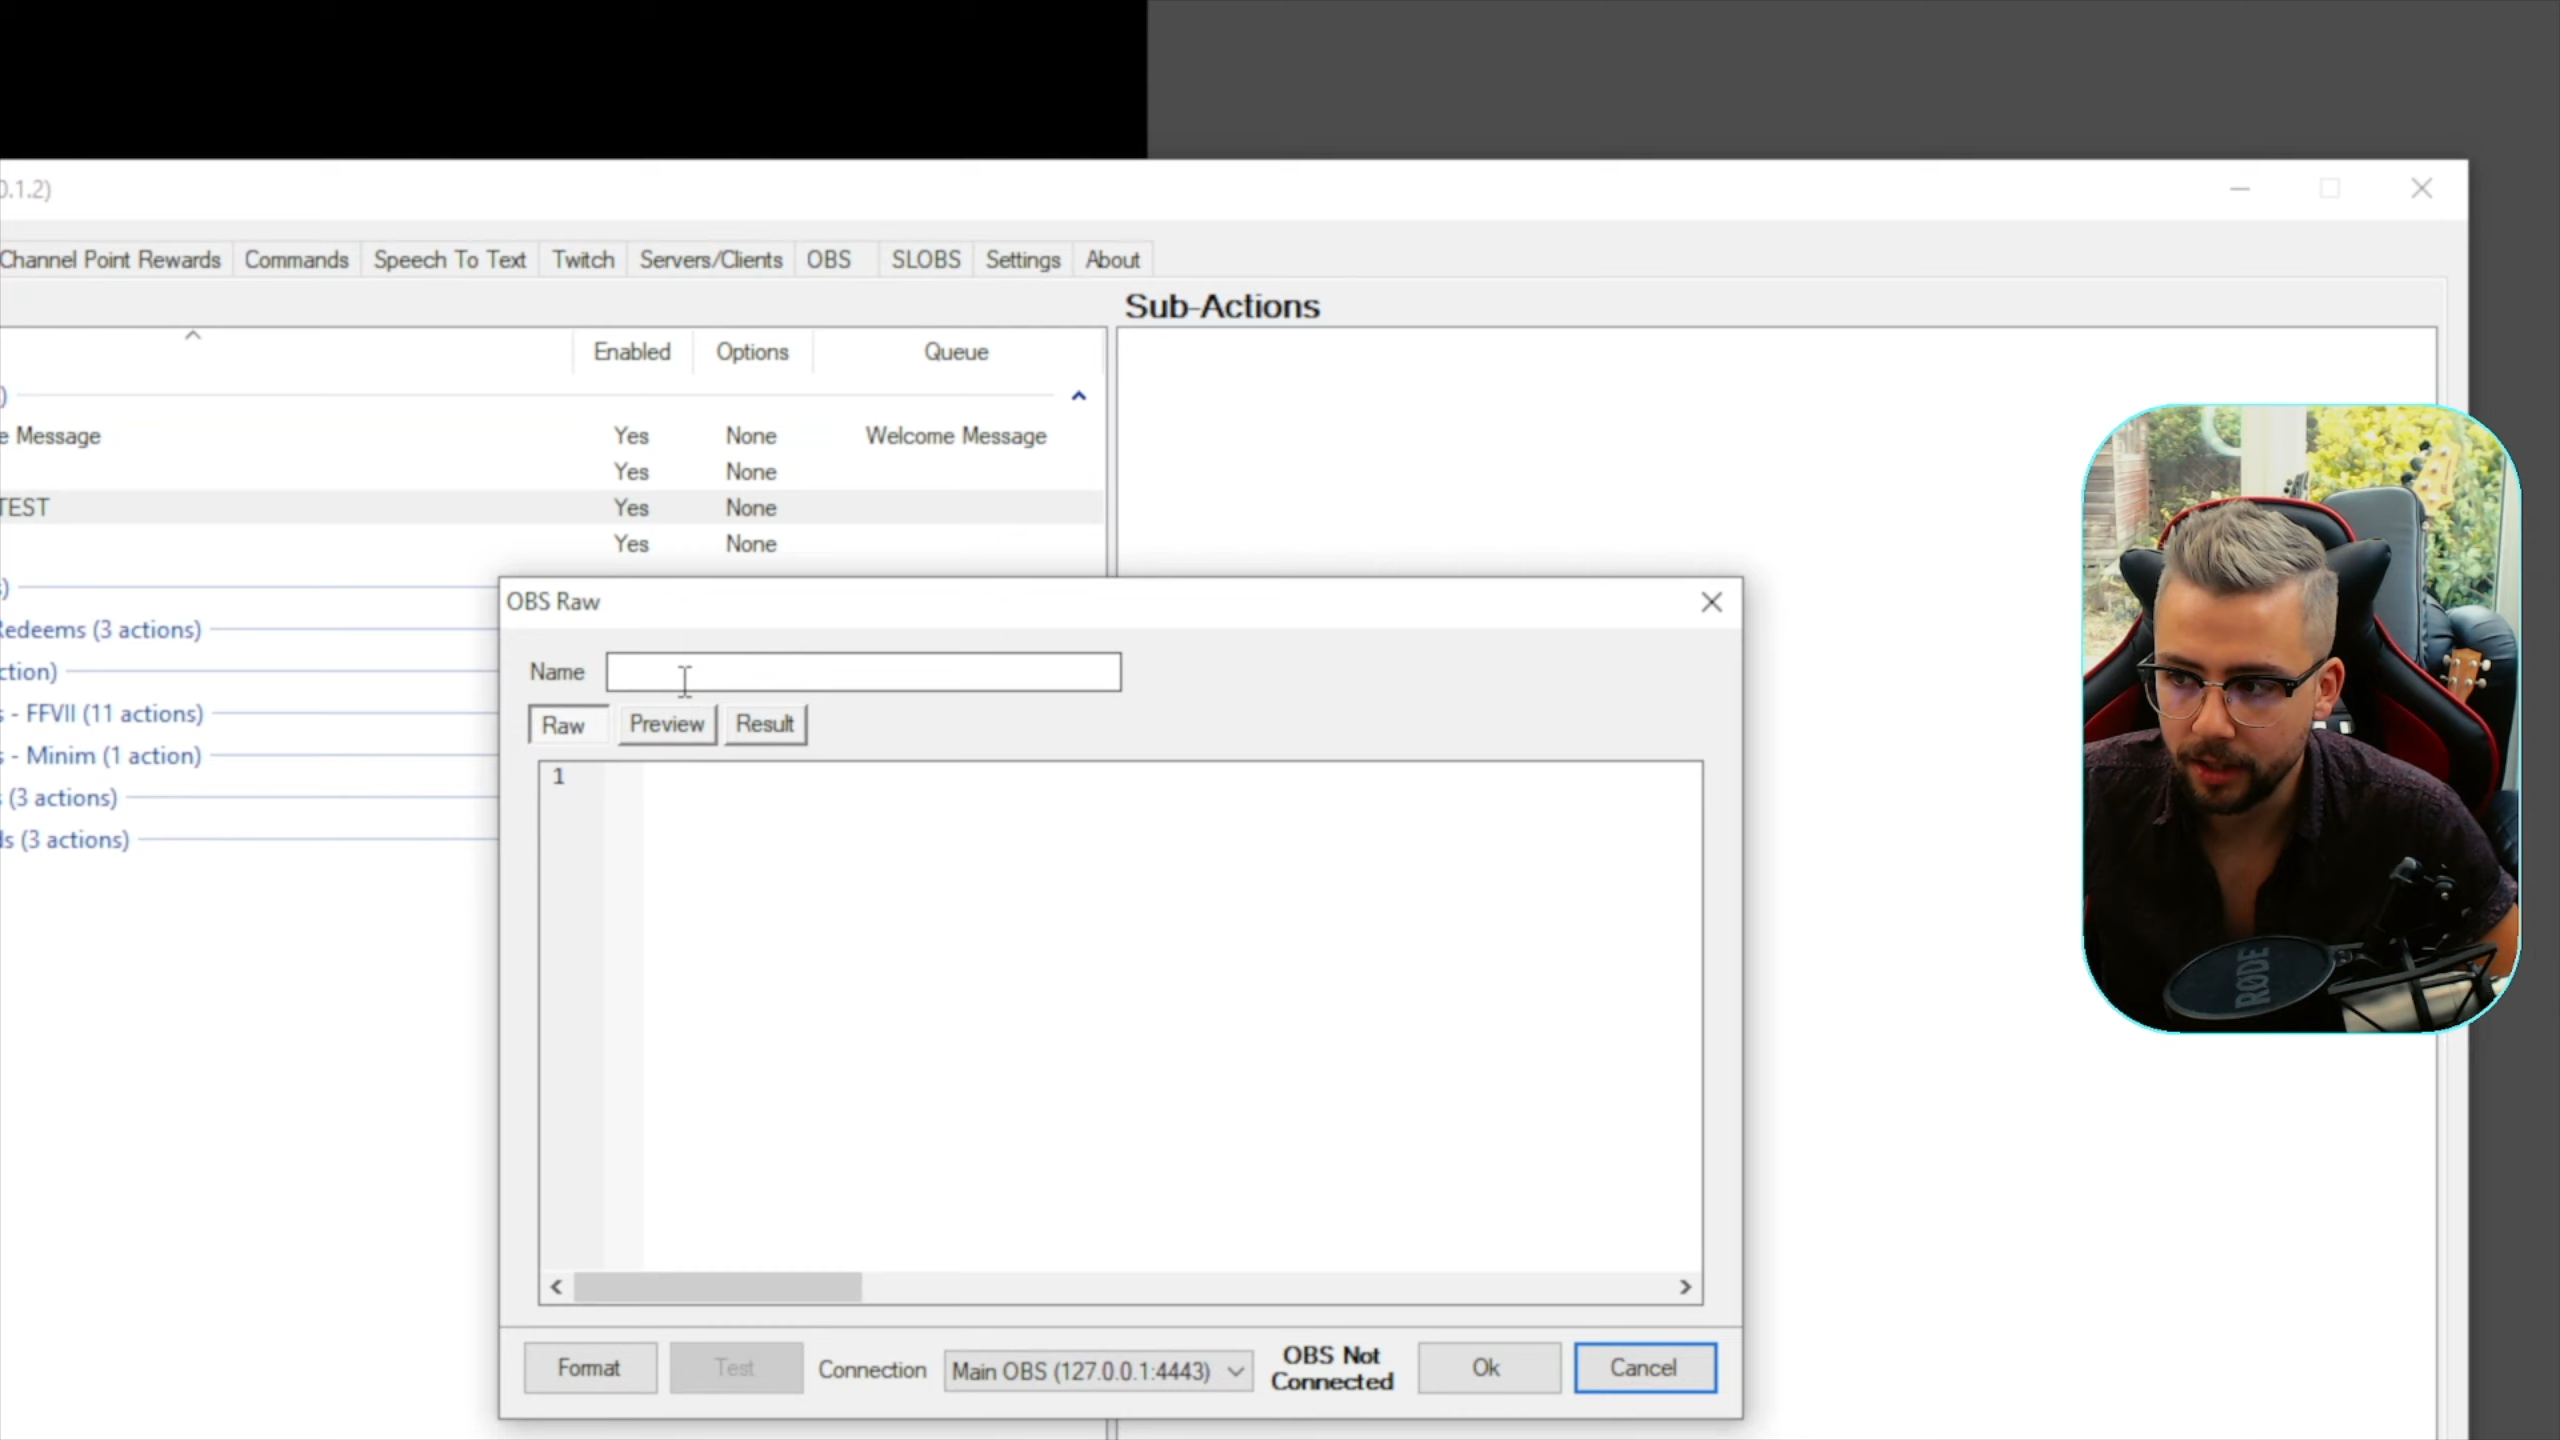 0.1.2)
Channel Point Rewards Commands Speech To Text Twitch Servers/Clients OBS SLOBS Settings About
Sub-Actions
Enabled Options Queue
)
e Message Yes None Welcome Message
Yes None
TEST Yes None
Yes None
s)
Redeems (3 actions)
ction)
s - FFVII (11 actions)
s - Minim (1 action)
s (3 actions)
ds (3 actions)
OBS Raw
Name
Raw Preview Result
1
Format Test Connection Main OBS (127.0.0.1:4443) OBS Not Connected Ok Cancel
RØDE